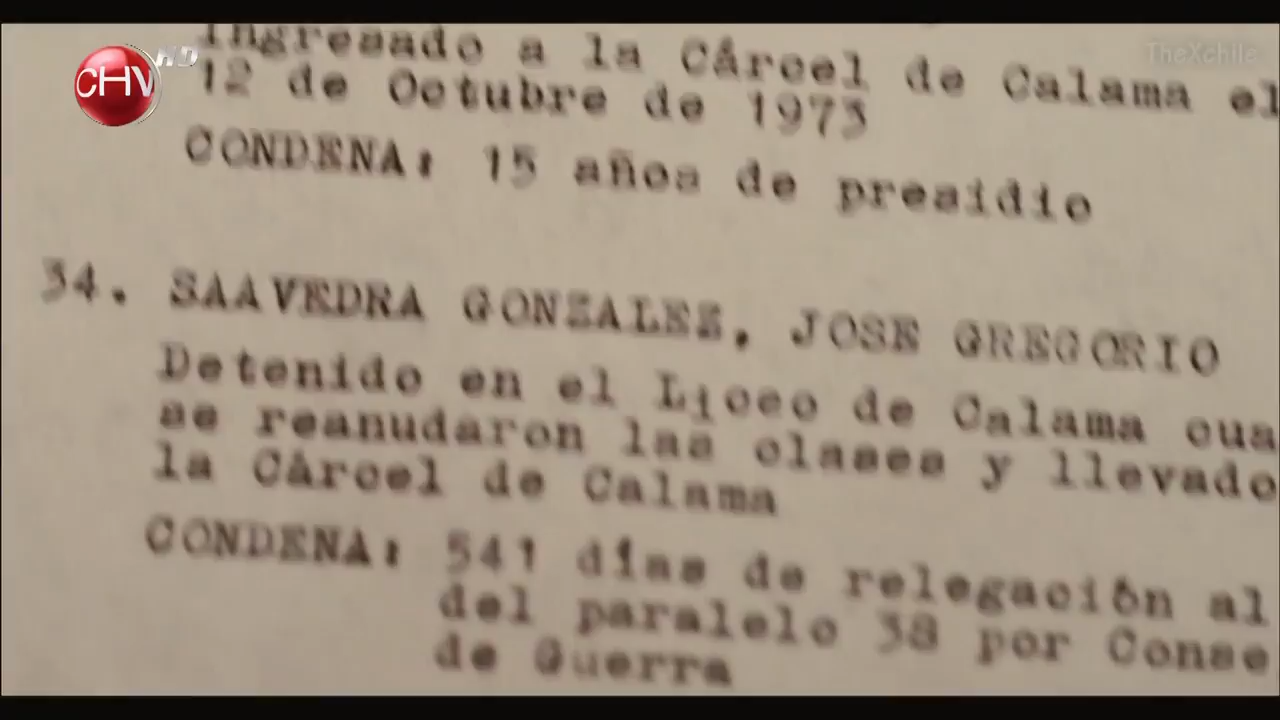 CHV HD
TheXchile
ingresado a la Cárcel de Calama el
12 de Octubre de 1973
CONDENA: 15 años de presidio
34. SAAVEDRA GONZALEZ, JOSE GREGORIO
Detenido en el Liceo de Calama cua
se reanudaron las clases y llevado
la Cárcel de Calama
CONDENA: 541 días de relegación al
del paralelo 38 por Conse
de Guerra